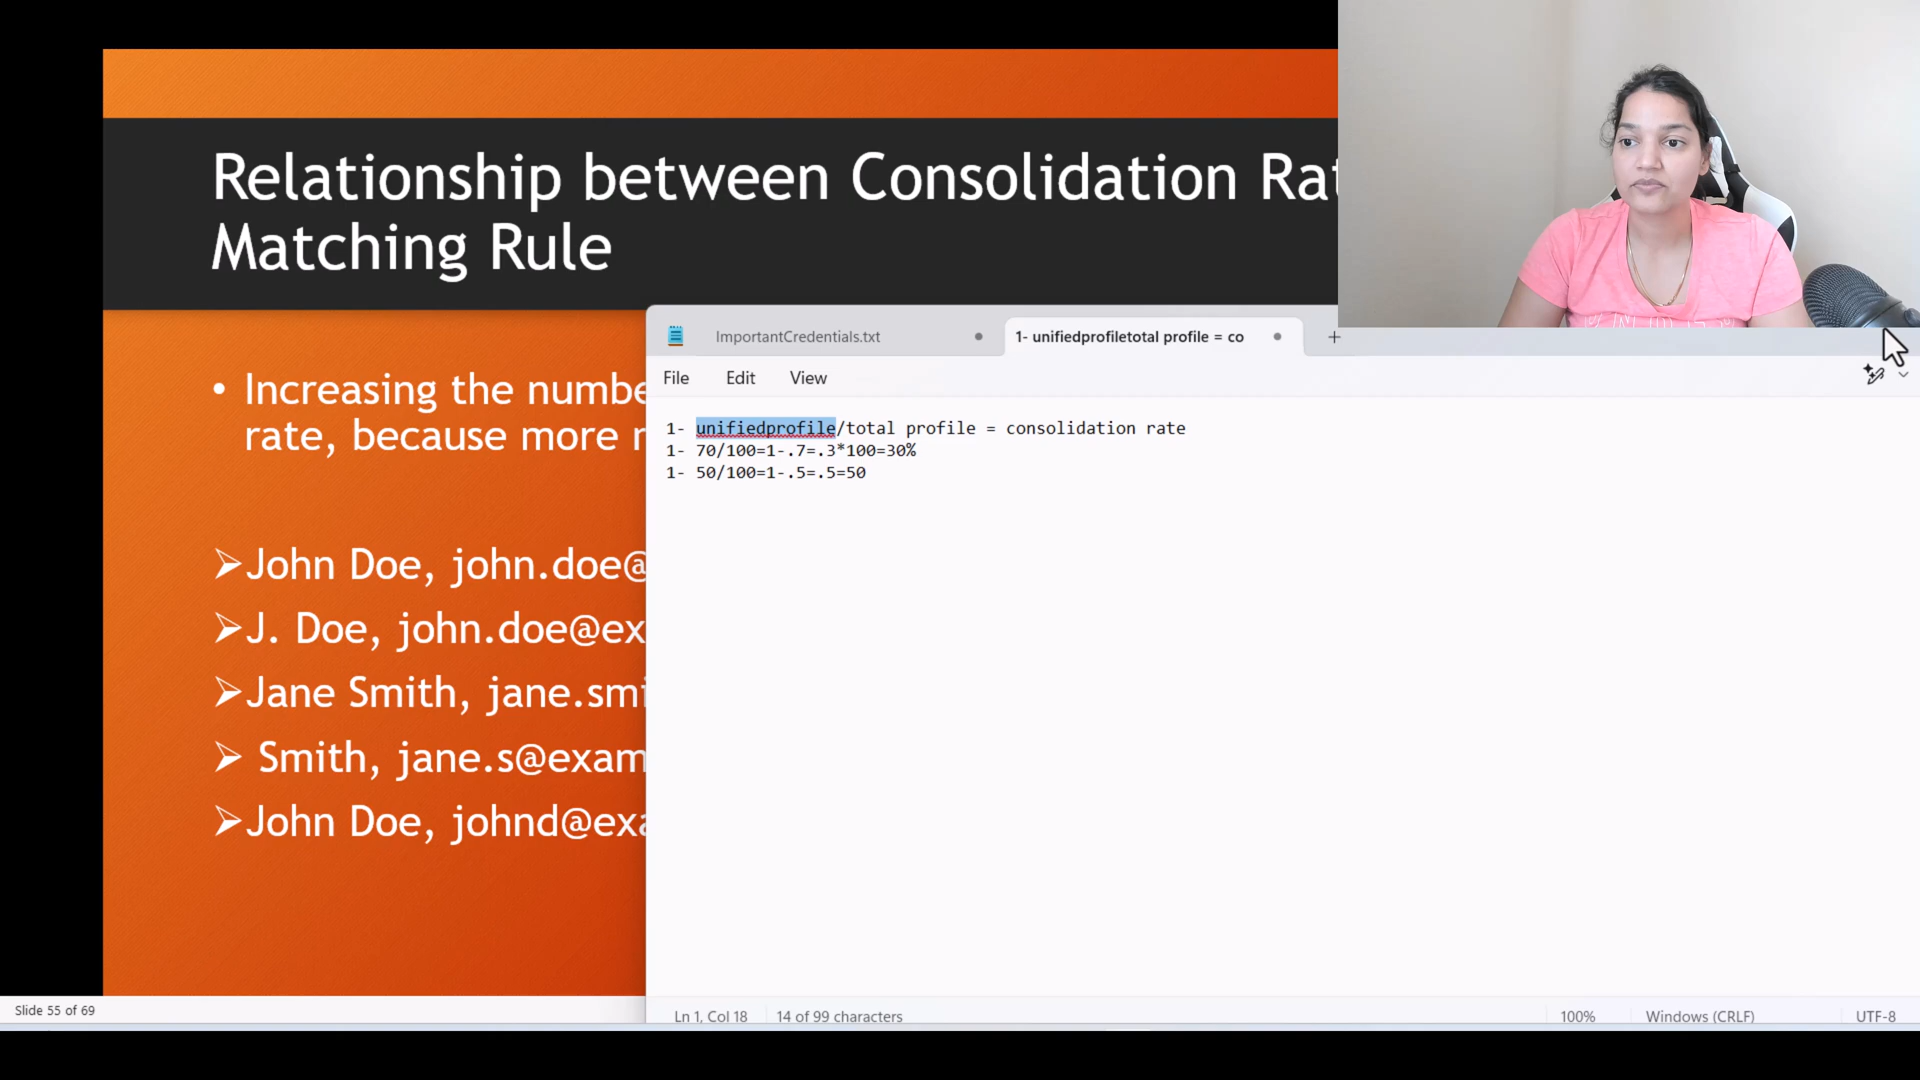 Relationship between Consolidation
Matching Rule
ImportantCredentials.txt
1- unifiedprofiletotal profile = co
File Edit View
1- unifiedprofile/total profile = consolidation rate
1- 70/100=1-.7=.3*100=30%
1- 50/100=1-.5=.5=50
• Increasing the
rate, because more
➤John Doe, john.doe@
➤J. Doe, john.doe@ex
➤Jane Smith, jane.smi
➤ Smith, jane.s@exam
➤John Doe, johnd@exa
Slide 55 of 69
Ln 1, Col 18 14 of 99 characters 100% Windows (CRLF) UTF-8